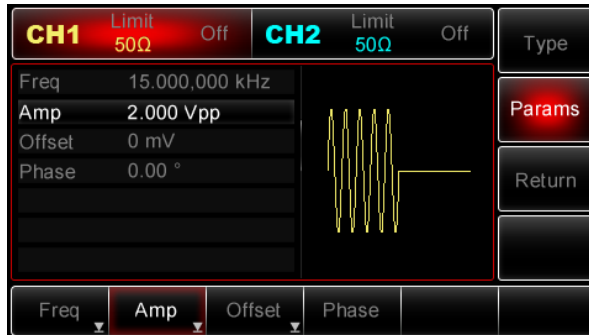 CH1 Limit 50Ω Off CH2 Limit 50Ω Off
Type
Freq 15.000,000 kHz
Amp 2.000 Vpp
Params
Offset 0 mV
Phase 0.00 °
Return
Freq Amp Offset Phase